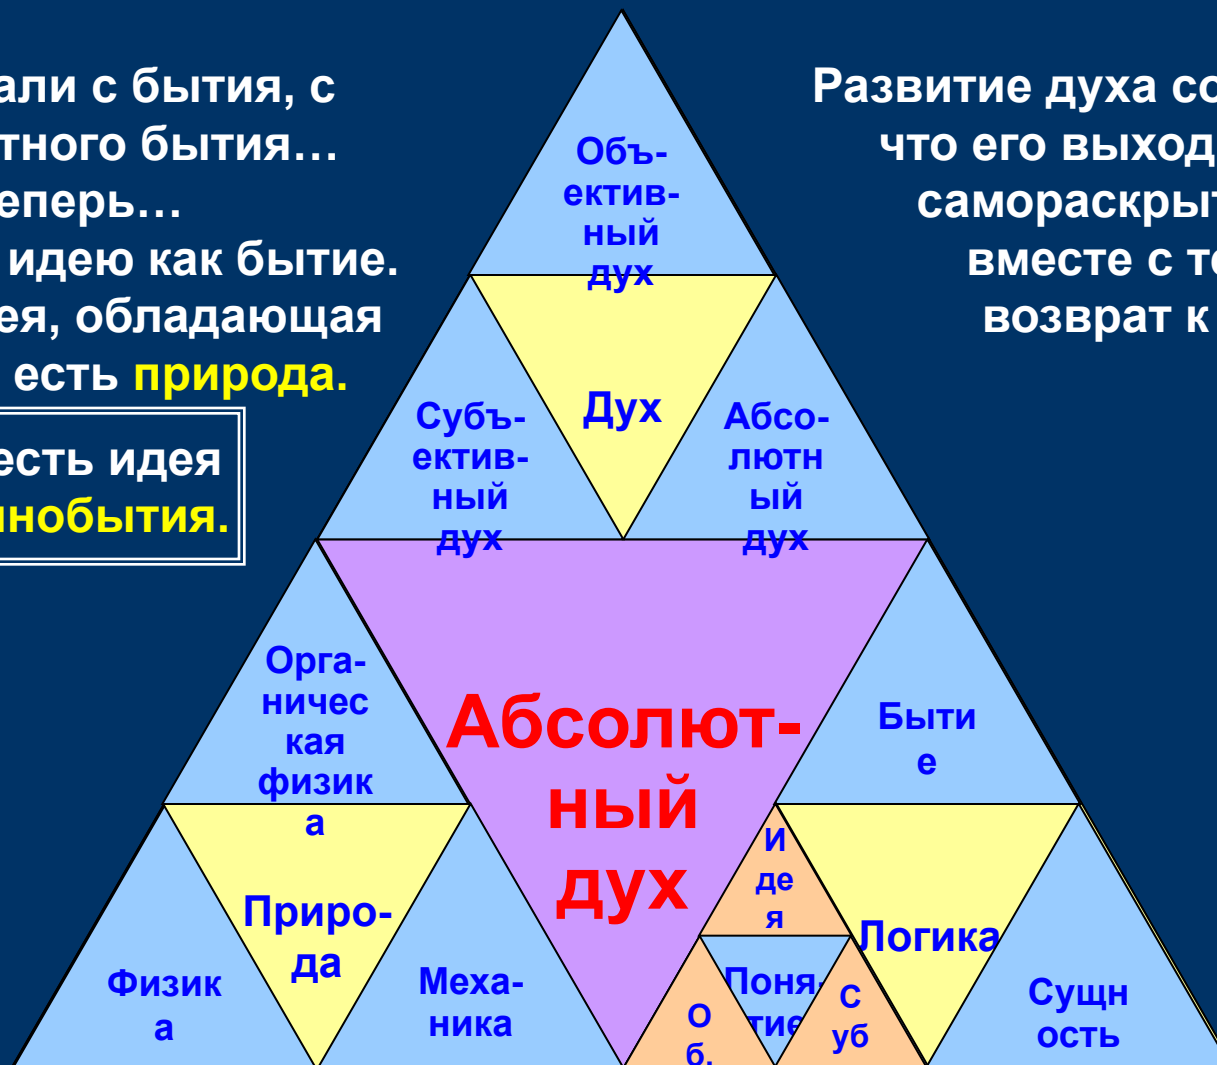 али с бытия, с
тного бытия…
еперь…
идею как бытие.
ея, обладающая
есть природа.
есть идея
инобытия.
Развитие духа со
что его выход
самораскрыт
вместе с те
возврат к
Объ-
ектив-
ный
дух
Дух
Субъ-
ектив-
ный
дух
Абсо-
лютн
ый
дух
Абсолют-
ный
дух
Орга-
ничес
кая
физик
а
Приро-
да
Физик
а
Меха-
ника
Быти
е
И
де
я
Логика
Поня-
тие
О
б.
С
уб
Сущн
ость